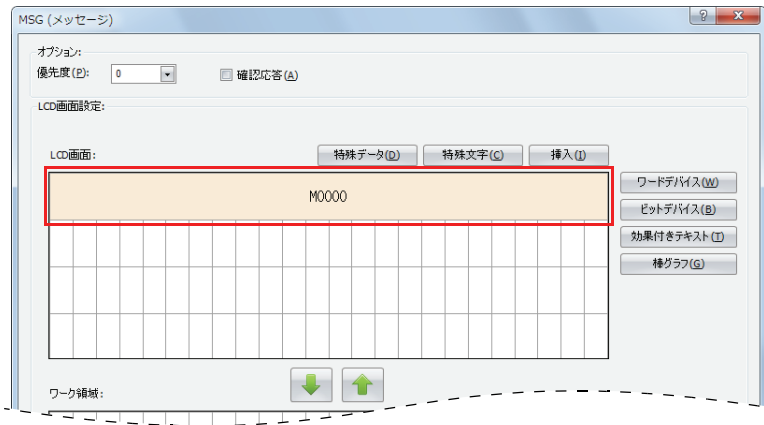 MSG (メッセージ)
オプション:
優先度(P): 0 確認応答(A)
LCD画面設定:
LCD画面: 特殊データ(D) 特殊文字(C) 挿入(I)
M0000
ワードデバイス(W)
ビットデバイス(B)
効果付きテキスト(T)
棒グラフ(G)
ワーク領域: